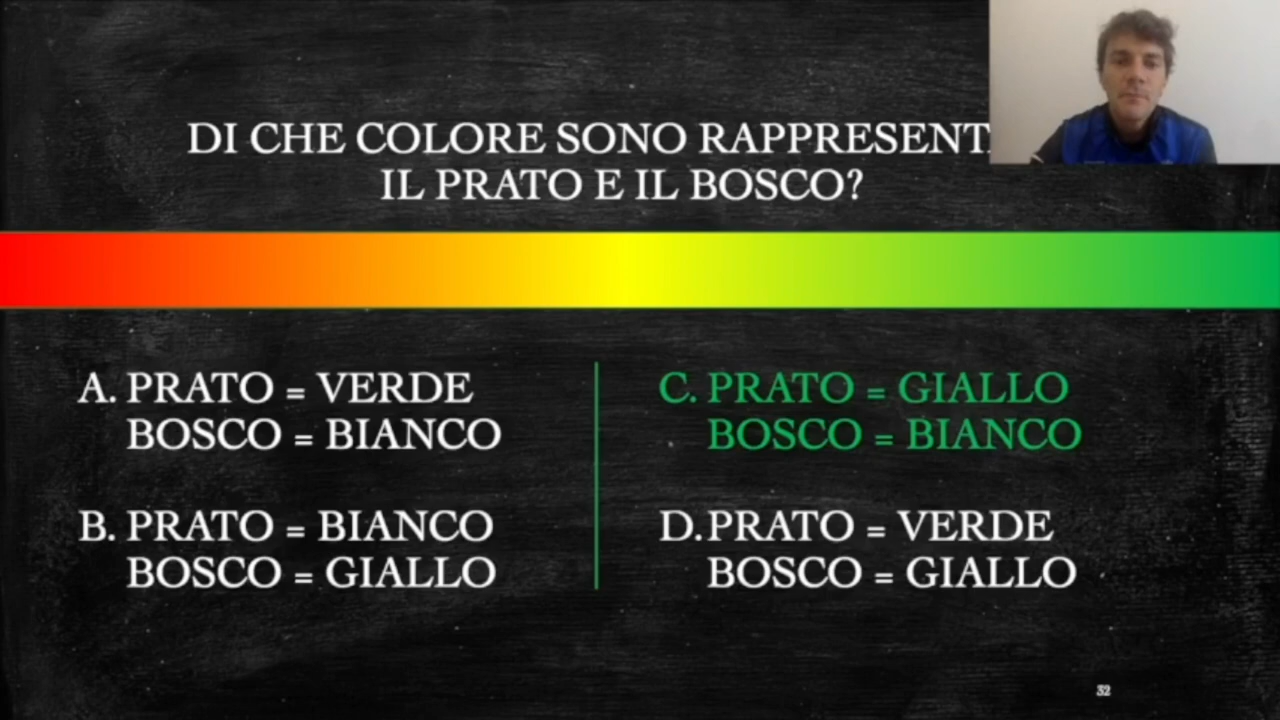 DI CHE COLORE SONO RAPPRESENT
IL PRATO E IL BOSCO?
A. PRATO = VERDE
BOSCO = BIANCO
B. PRATO = BIANCO
BOSCO = GIALLO
C. PRATO = GIALLO
BOSCO = BIANCO
D. PRATO = VERDE
BOSCO = GIALLO
32